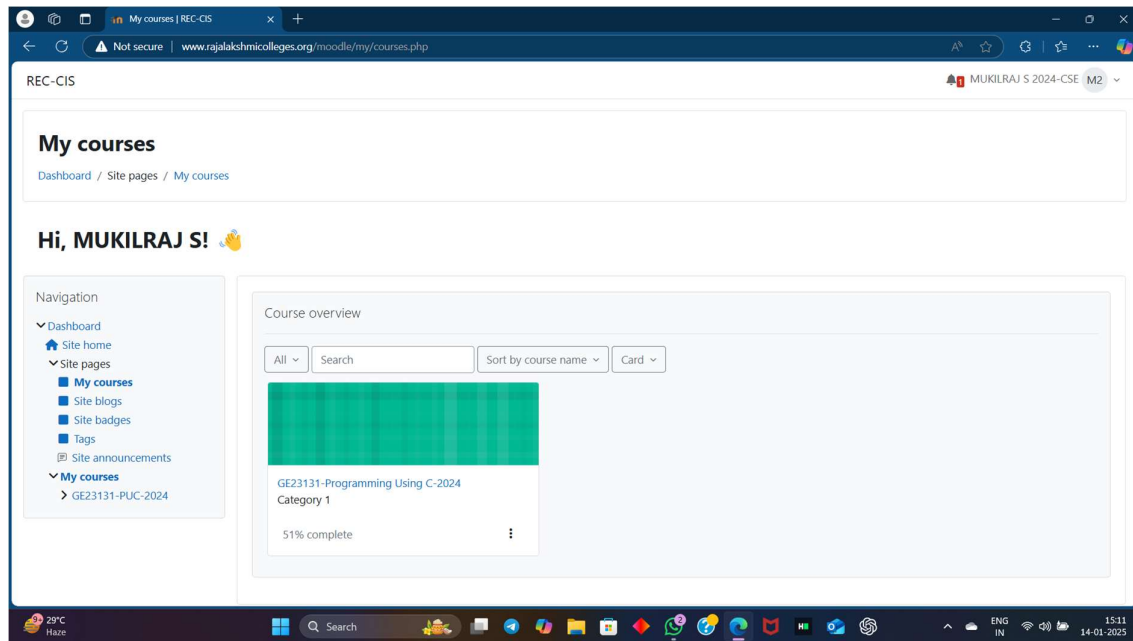 My courses | REC-CIS
Not secure | www.rajalakshmicolleges.org/moodle/my/courses.php
REC-CIS
1 MUKILRAJ S 2024-CSE M2
My courses
Dashboard / Site pages / My courses
Hi, MUKILRAJ S!
Navigation
Dashboard
Site home
Site pages
My courses
Site blogs
Site badges
Tags
Site announcements
My courses
GE23131-PUC-2024
Course overview
All Search Sort by course name Card
GE23131-Programming Using C-2024
Category 1
51% complete
29°C
Haze
Search
2
ENG
IN
15:11
14-01-2025